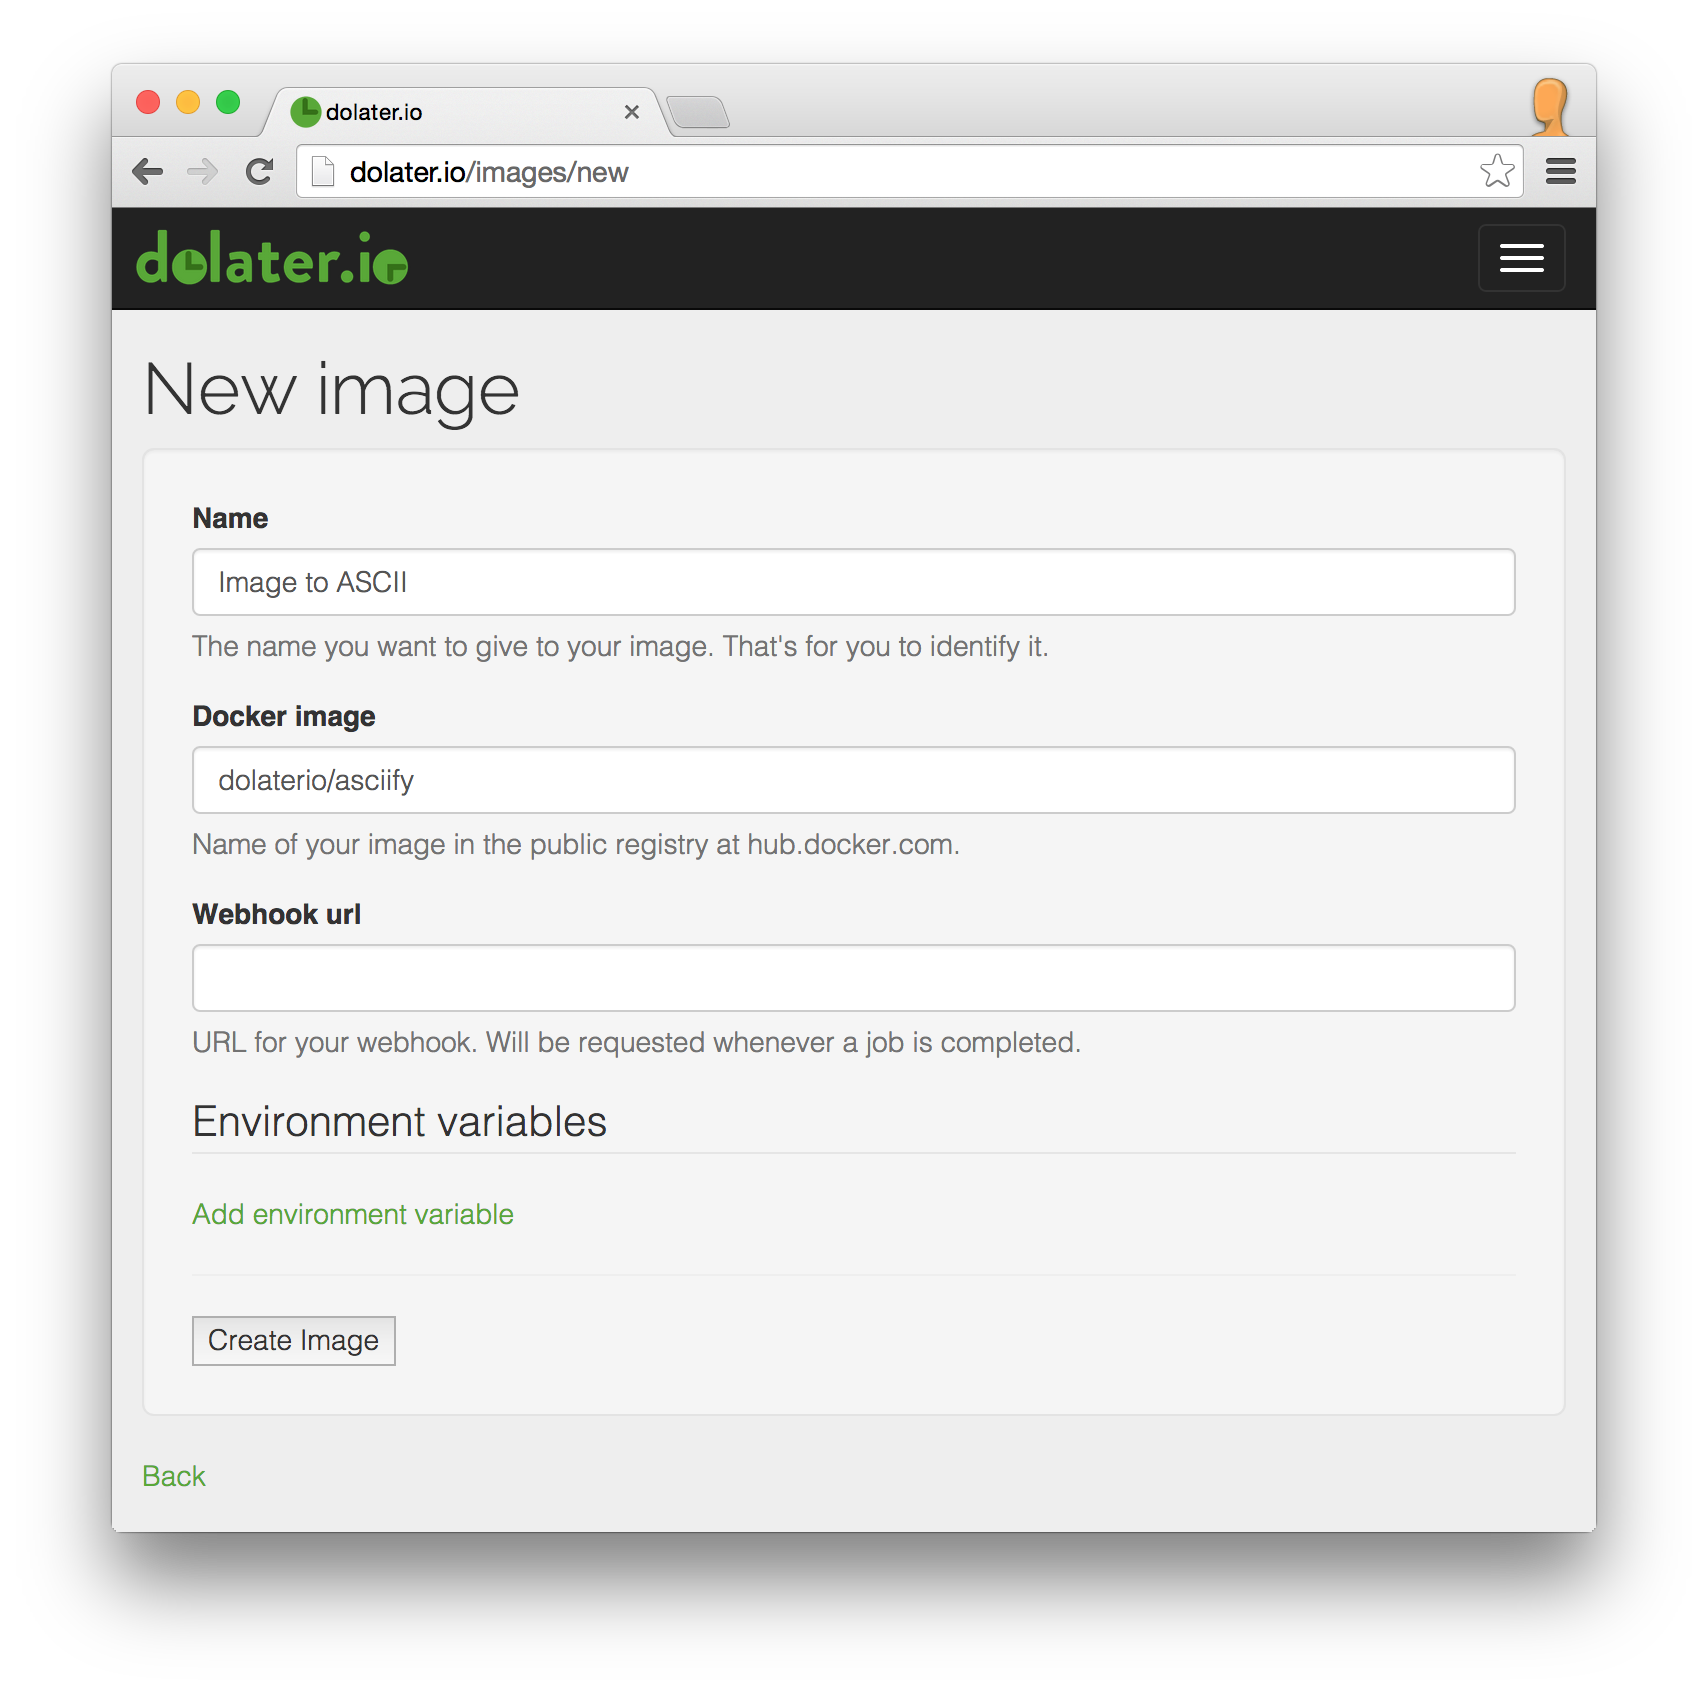 dolater.io
dolater.io/images/new
dolater.io
New image
Name
Image to ASCII
The name you want to give to your image. That's for you to identify it.
Docker image
dolaterio/asciify
Name of your image in the public registry at hub.docker.com.
Webhook url
URL for your webhook. Will be requested whenever a job is completed.
Environment variables
Add environment variable
Create Image
Back